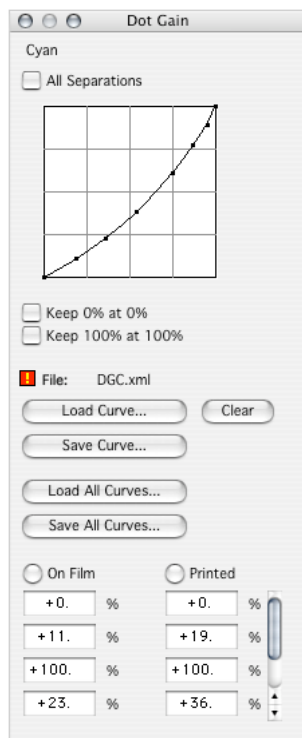 Dot Gain
Cyan
All Separations
Keep 0% at 0%
Keep 100% at 100%
! File: DGC.xml
Load Curve... Clear
Save Curve...
Load All Curves...
Save All Curves...
On Film Printed
+0. % +0. %
+11. % +19. %
+100. % +100. %
+23. % +36. %